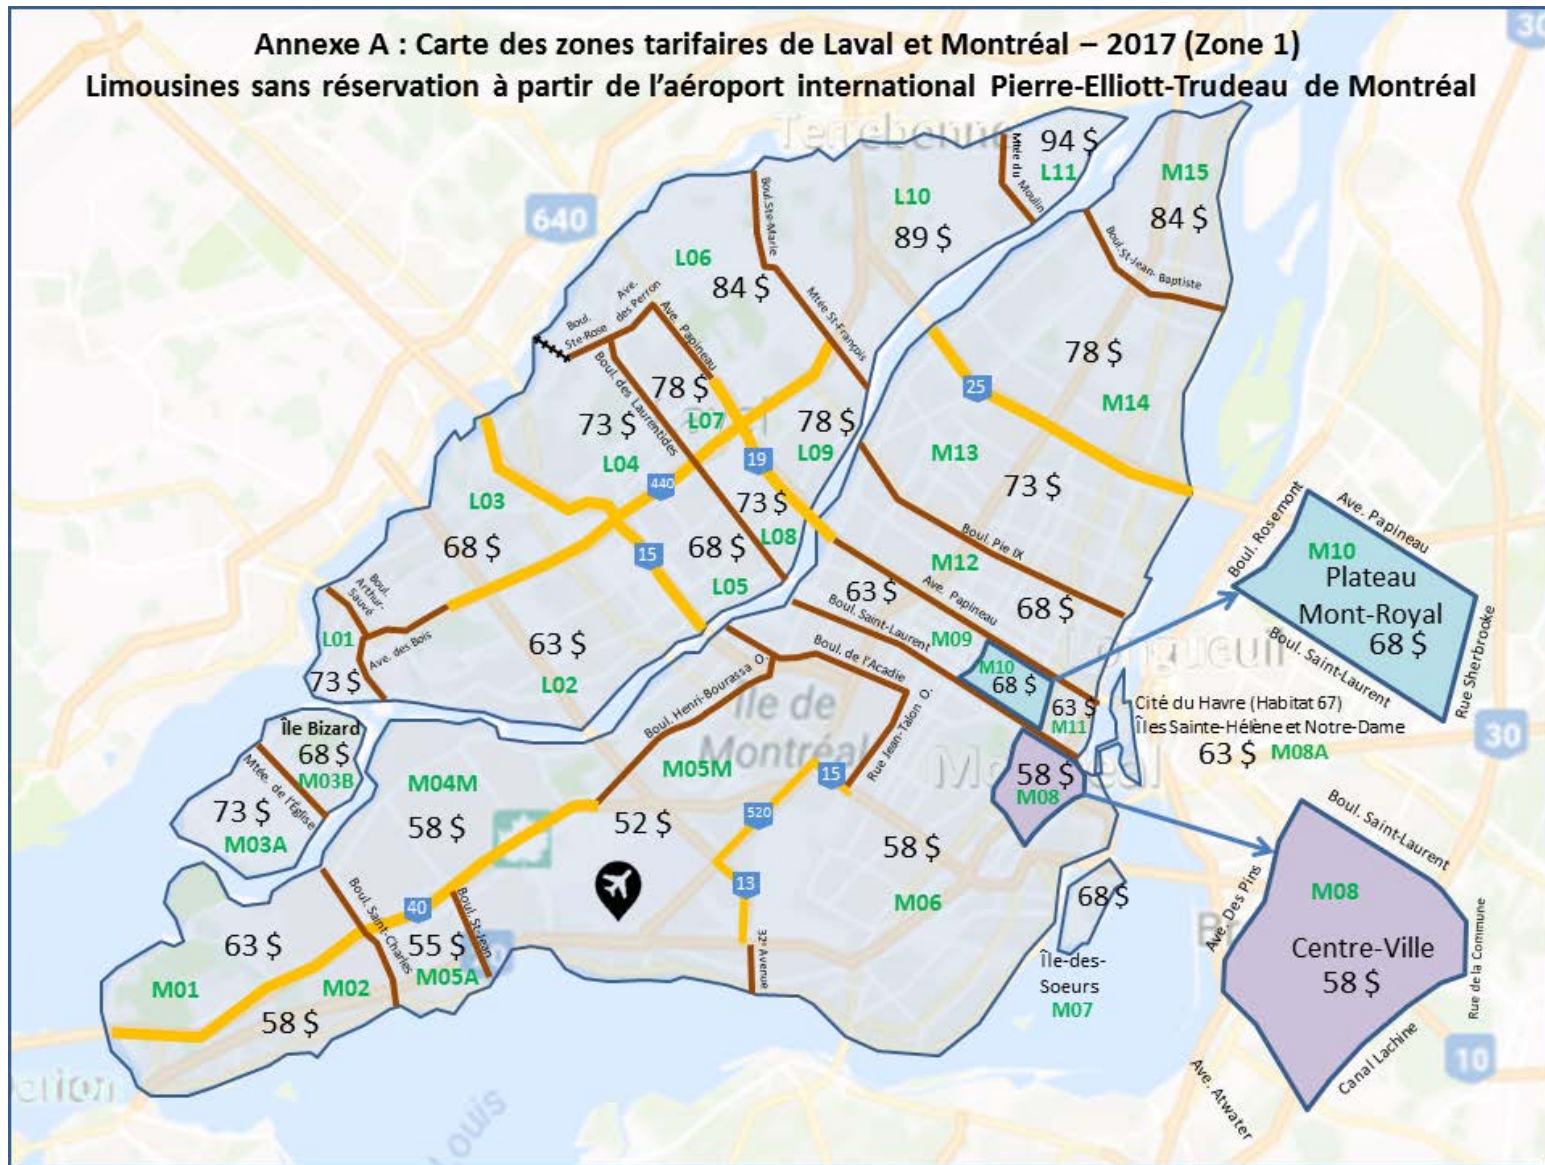 Annexe A : Carte des zones tarifaires de Laval et Montréal – 2017 (Zone 1)
Limousines sans réservation à partir de l'aéroport international Pierre-Elliott-Trudeau de Montréal
30
Terrebonne
640
94 $
L11
Mtée du Moulin
M15
84 $
Boul. St-Jean-Baptiste
L10
89 $
Boul. Ste-Marie
L06
84 $
Mtée St-François
Boul. Ste-Rose
Ave. des Perron
Ave. Papineau
Boul. des Laurentides
78 $
L07
73 $
L04
78 $
L09
78 $
M14
25
M13
73 $
19
440
L03
68 $
73 $
L08
15
68 $
L05
Boul. Arthur-Sauvé
L01
73 $
Ave. des Bois
63 $
L02
Boul. Pie IX
M12
68 $
Ave. Papineau
63 $
Boul. Saint-Laurent
M09
M10
68 $
63 $
M11
Longueuil
Boul. Rosemont
Ave. Papineau
M10
Plateau
Mont-Royal
68 $
Boul. Saint-Laurent
Rue Sherbrooke
Cité du Havre (Habitat 67)
Îles Sainte-Hélène et Notre-Dame
63 $ M08A
30
Boul. Henri-Bourassa O.
Boul. de l'Acadie
Rue Jean-Talon O.
Île de
Montréal
Île Bizard
68 $
M03B
Mtée. de l'Église
73 $
M03A
M04M
58 $
M05M
52 $
15
520
13
32e Avenue
58 $
M06
58 $
M08
68 $
Île-des-
Soeurs
M07
Boul. Saint-Laurent
Ave. Des Pins
M08
Centre-Ville
58 $
Rue de la Commune
Canal Lachine
Ave. Atwater
10
40
Boul. Saint-Charles
Boul. St-Jean
55 $
M05A
63 $
M01
M02
58 $
Louis